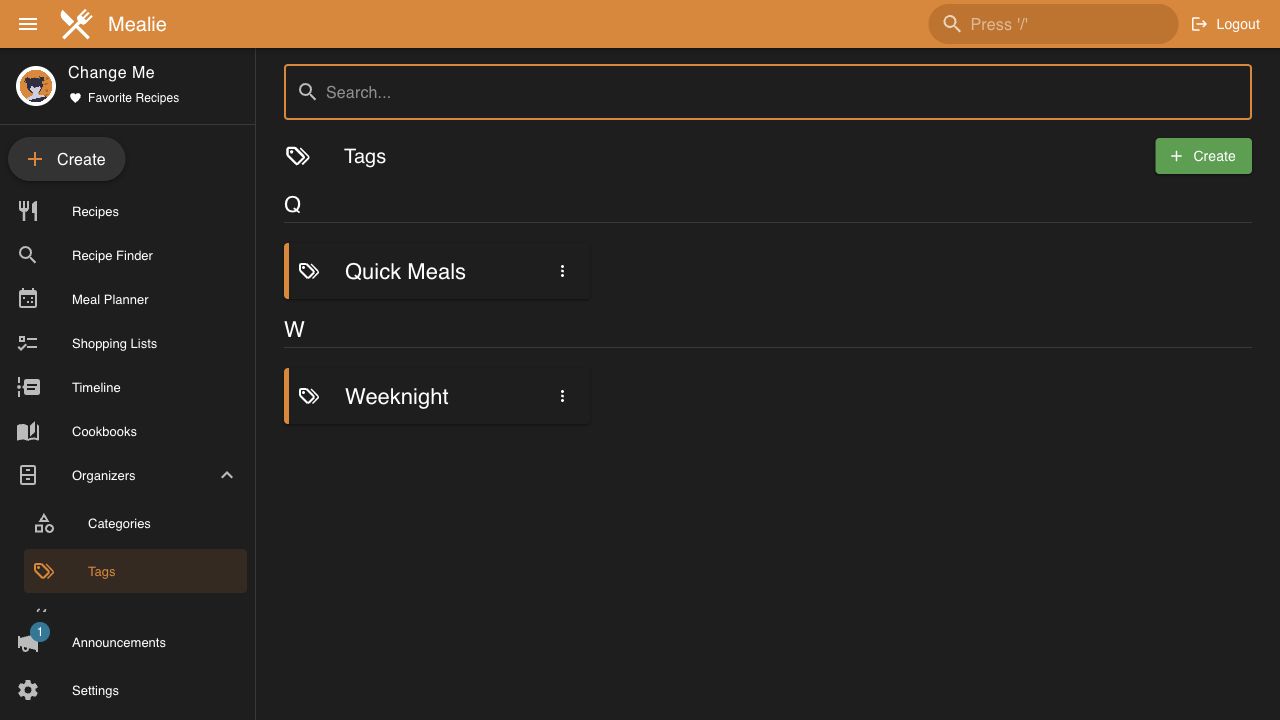 Mealie
Press '/'
Logout
Change Me
Favorite Recipes
Create
Recipes
Recipe Finder
Meal Planner
Shopping Lists
Timeline
Cookbooks
Organizers
Categories
Tags
1
Announcements
Settings
Search...
Tags
Create
Q
Quick Meals
W
Weeknight